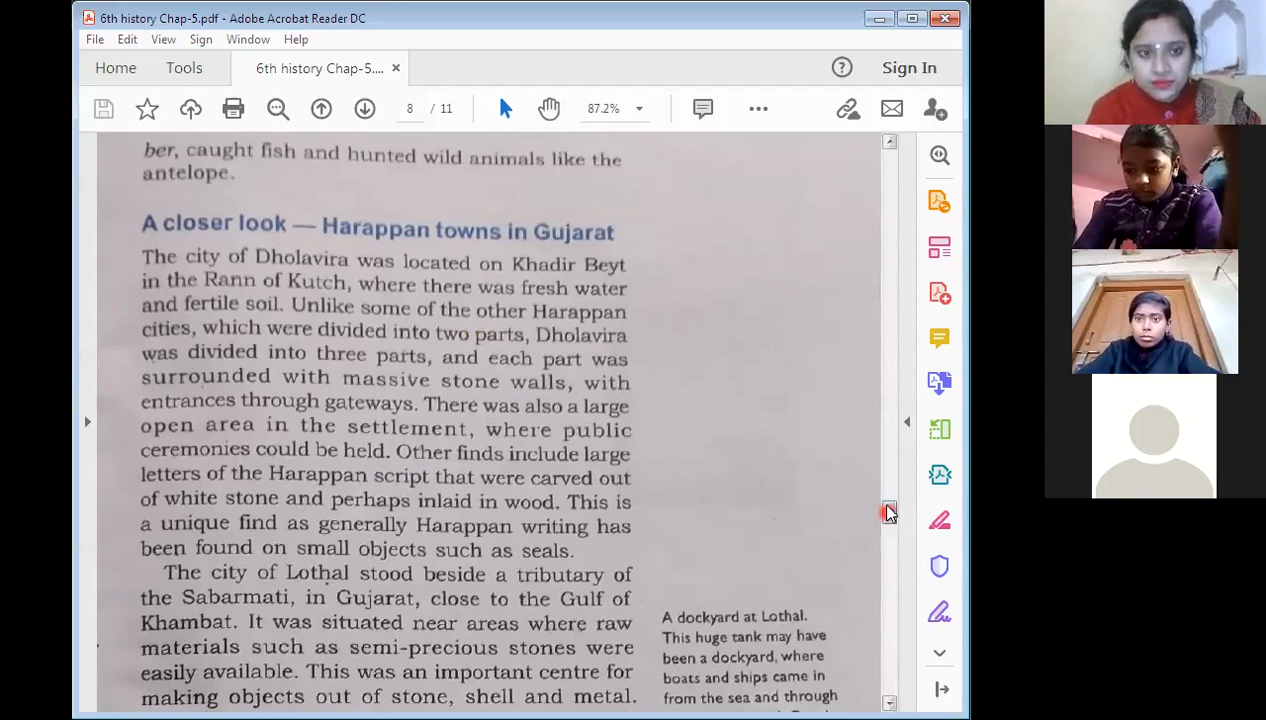 6th history Chap-5.pdf - Adobe Acrobat Reader DC
File Edit View Sign Window Help
Home Tools 6th history Chap-5.... × Sign In
8 / 11 87.2%
ber, caught fish and hunted wild animals like the
antelope.
A closer look — Harappan towns in Gujarat
The city of Dholavira was located on Khadir Beyt
in the Rann of Kutch, where there was fresh water
and fertile soil. Unlike some of the other Harappan
cities, which were divided into two parts, Dholavira
was divided into three parts, and each part was
surrounded with massive stone walls, with
entrances through gateways. There was also a large
open area in the settlement, where public
ceremonies could be held. Other finds include large
letters of the Harappan script that were carved out
of white stone and perhaps inlaid in wood. This is
a unique find as generally Harappan writing has
been found on small objects such as seals.
The city of Lothal stood beside a tributary of
the Sabarmati, in Gujarat, close to the Gulf of
Khambat. It was situated near areas where raw
materials such as semi-precious stones were
easily available. This was an important centre for
making objects out of stone, shell and metal.
A dockyard at Lothal.
This huge tank may have
been a dockyard, where
boats and ships came in
from the sea and through